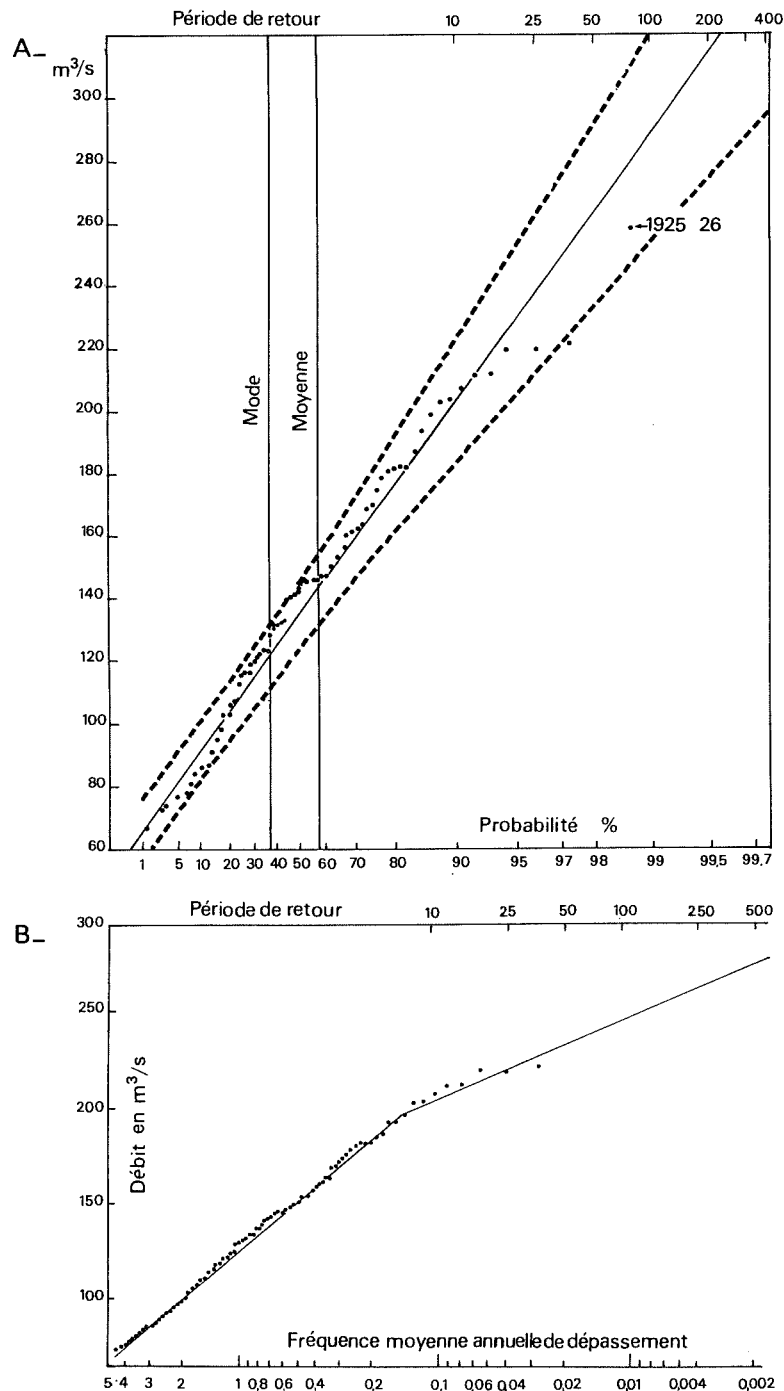 Période de retour 10 25 50 100 200 400
A_
m³/s
300
280
260
240
220
200
180
160
140
120
100
80
60
1925 26
Mode
Moyenne
Probabilité %
1 5 10 20 30 40 50 60 70 80 90 95 97 98 99 99,5 99,7
Période de retour 10 25 50 100 250 500
B_
300
250
200
150
100
Débit en m³/s
Fréquence moyenne annuelle de dépassement
5 4 3 2 1 0,8 0,6 0,4 0,2 0,1 0,06 0,04 0,02 0,01 0,004 0,002